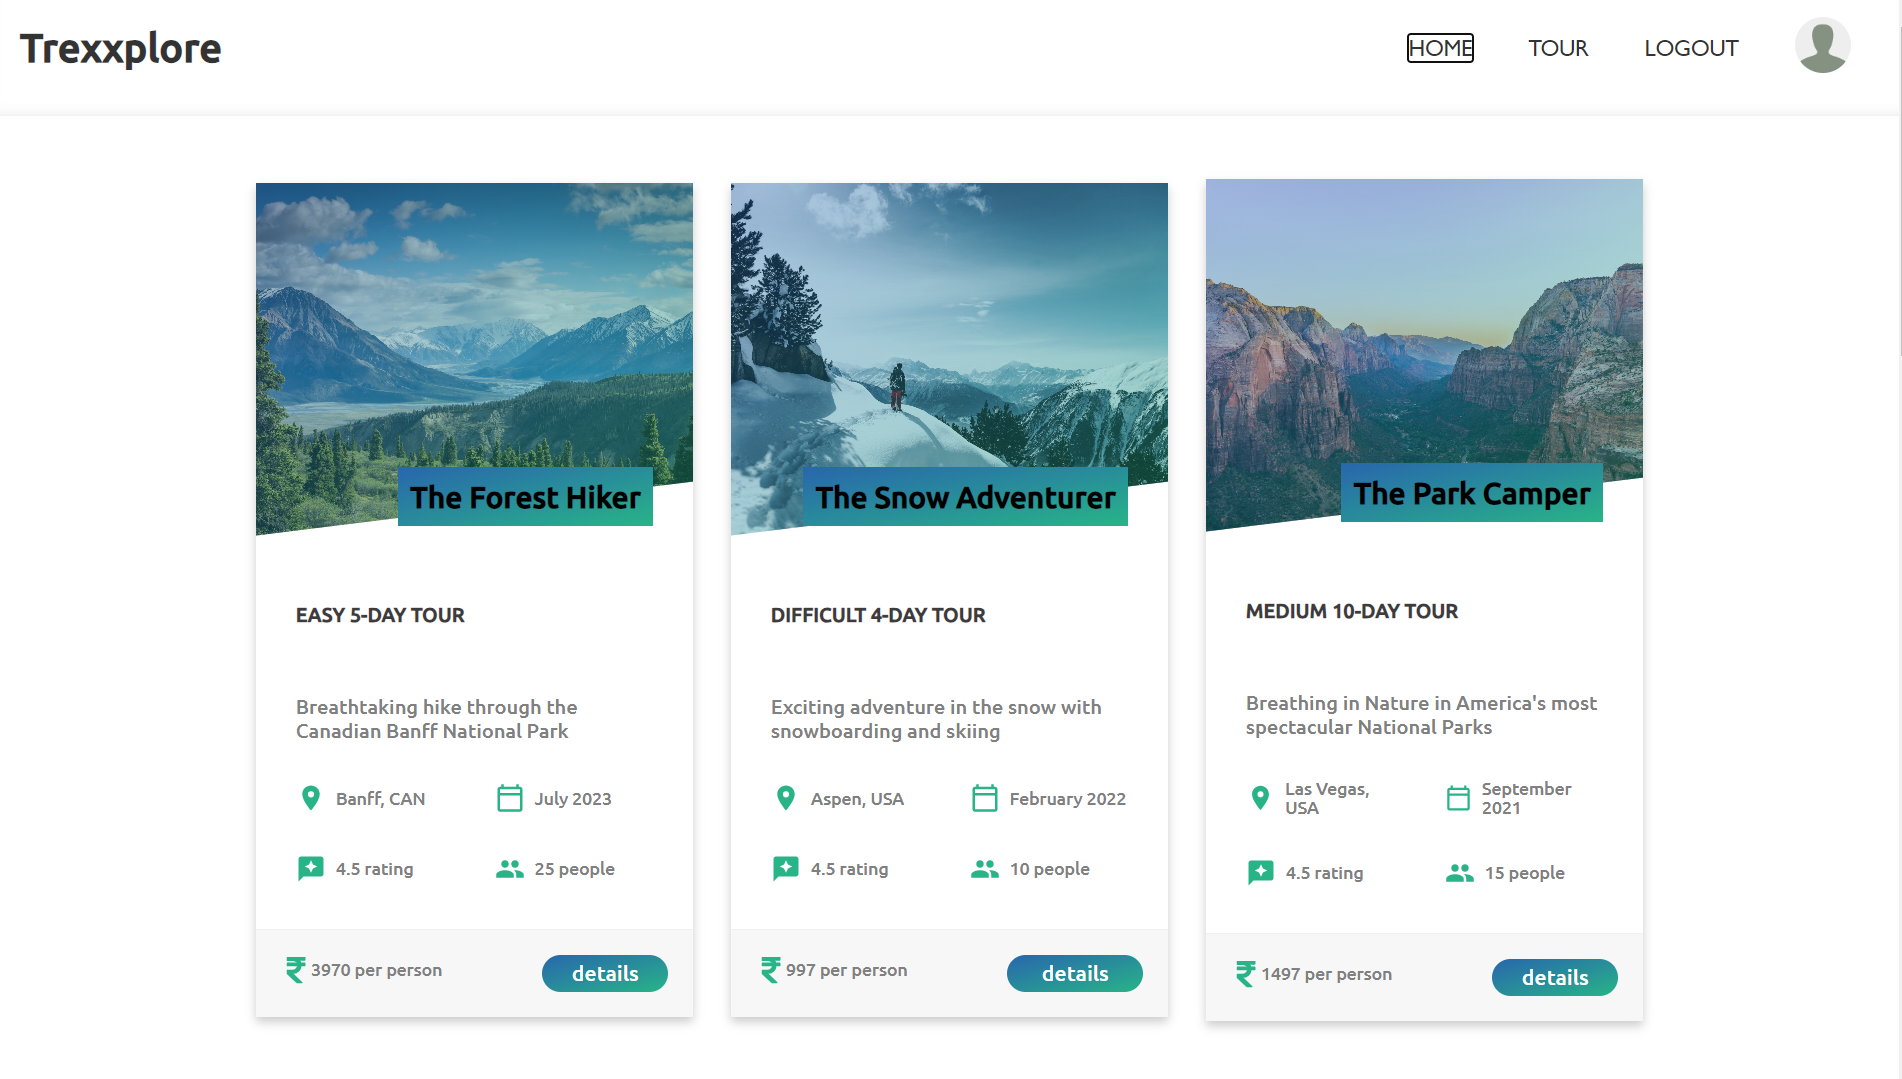 Trexxplore
HOME
TOUR
LOGOUT
The Forest Hiker
EASY 5-DAY TOUR
Breathtaking hike through the
Canadian Banff National Park
Banff, CAN
July 2023
4.5 rating
25 people
₹ 3970 per person
details
The Snow Adventurer
DIFFICULT 4-DAY TOUR
Exciting adventure in the snow with
snowboarding and skiing
Aspen, USA
February 2022
4.5 rating
10 people
₹ 997 per person
details
The Park Camper
MEDIUM 10-DAY TOUR
Breathing in Nature in America's most
spectacular National Parks
Las Vegas,
USA
September
2021
4.5 rating
15 people
₹ 1497 per person
details